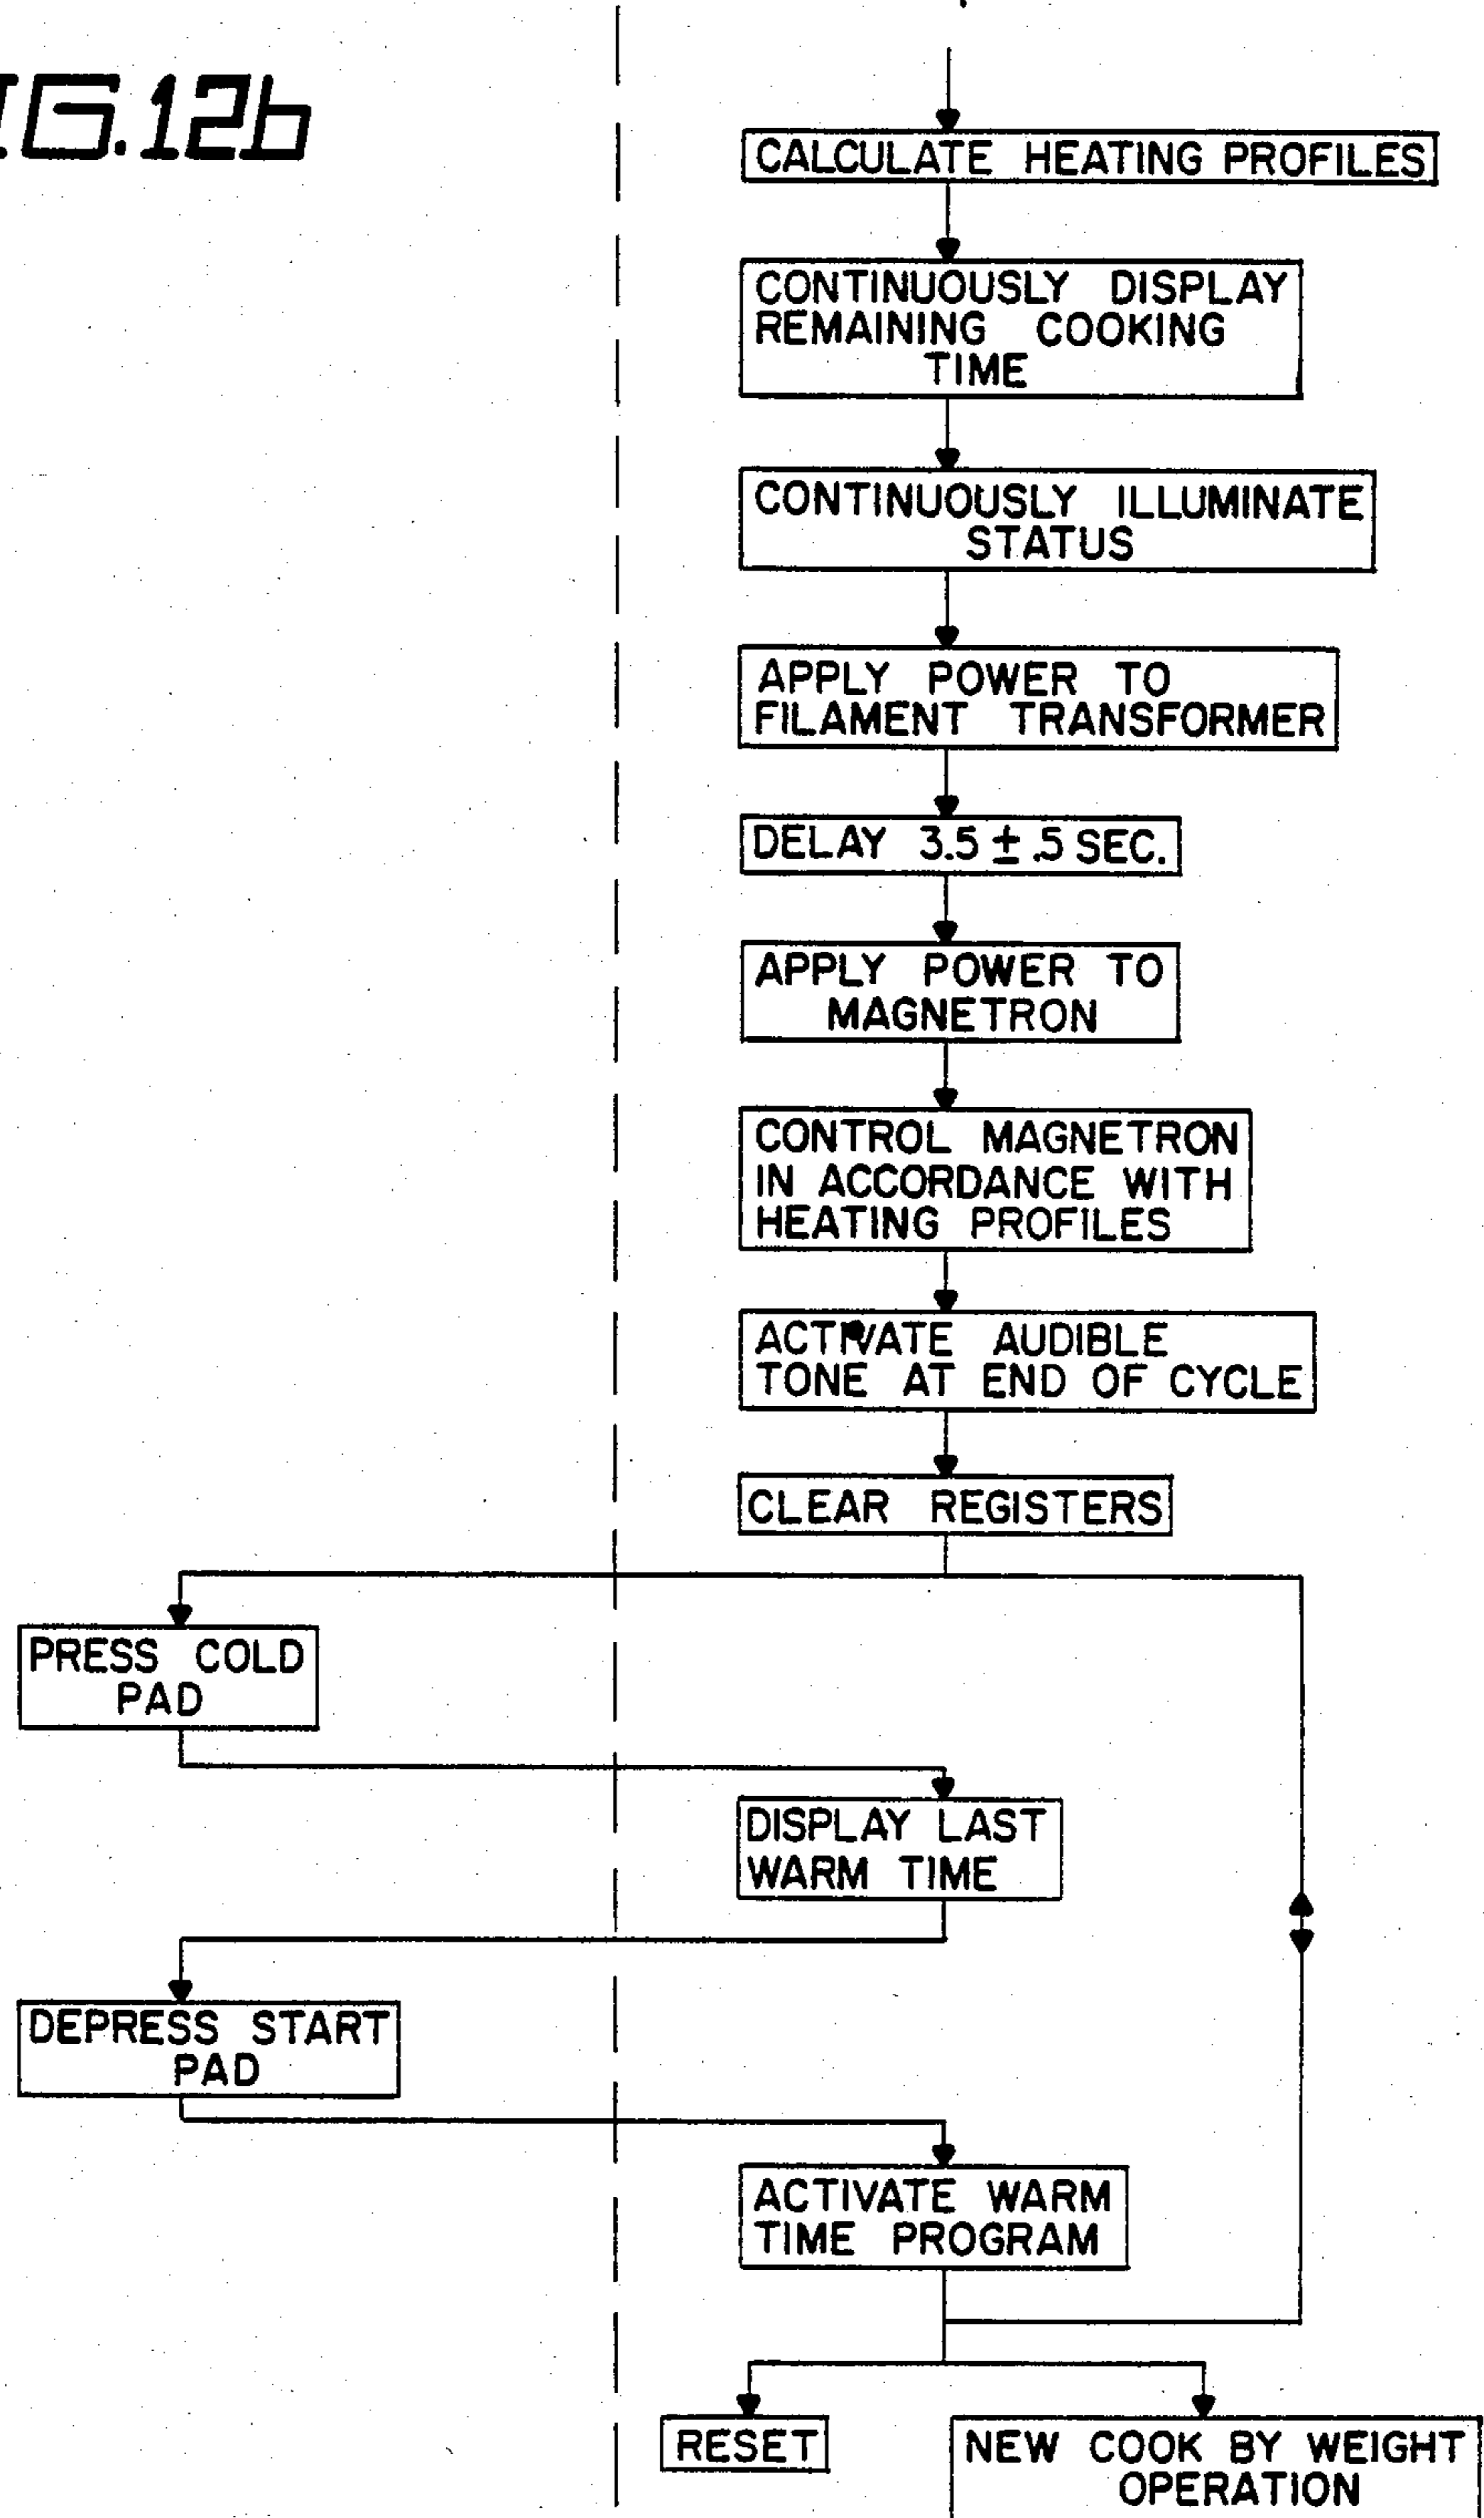 IG.12b
CALCULATE HEATING PROFILES
CONTINUOUSLY DISPLAY
REMAINING COOKING
TIME
CONTINUOUSLY ILLUMINATE
STATUS
APPLY POWER TO
FILAMENT TRANSFORMER
DELAY 3.5 ± .5 SEC.
APPLY POWER TO
MAGNETRON
CONTROL MAGNETRON
IN ACCORDANCE WITH
HEATING PROFILES
ACTIVATE AUDIBLE
TONE AT END OF CYCLE
CLEAR REGISTERS
PRESS COLD
PAD
DISPLAY LAST
WARM TIME
DEPRESS START
PAD
ACTIVATE WARM
TIME PROGRAM
RESET
NEW COOK BY WEIGHT
OPERATION